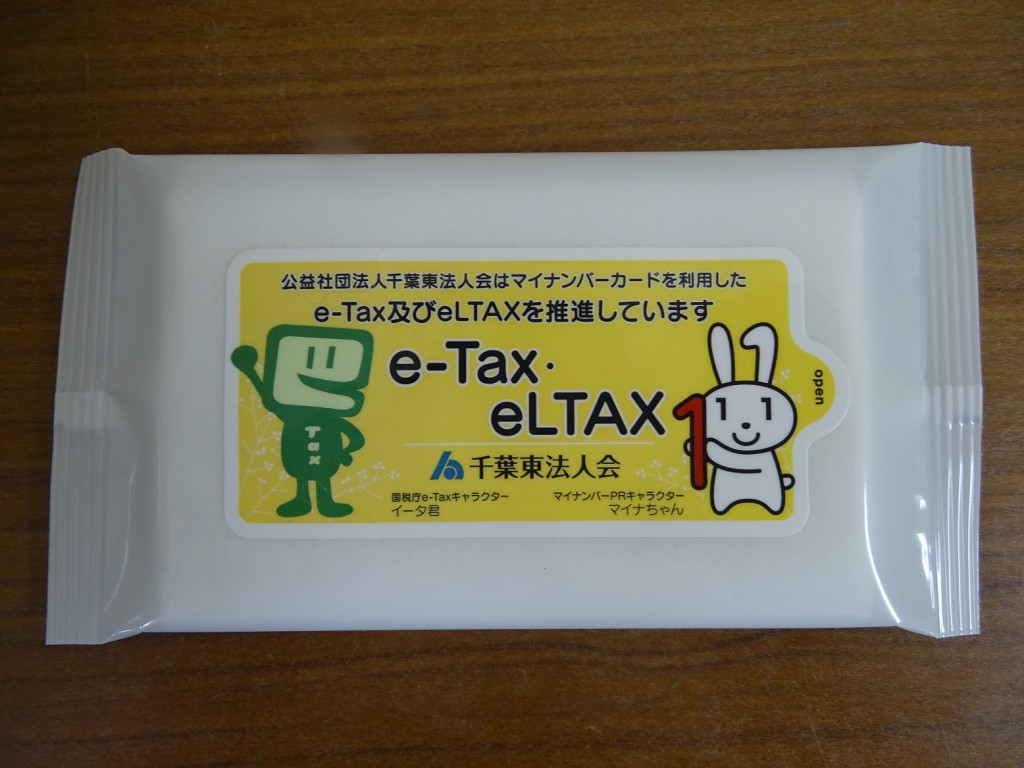 公益社団法人千葉東法人会はマイナンバーカードを利用した
e-Tax及びeLTAXを推進しています
e-Tax・
eLTAX
open
Tax
1
千葉東法人会
国税庁e-Taxキャラクター
イータ君
マイナンバーPRキャラクター
マイナちゃん